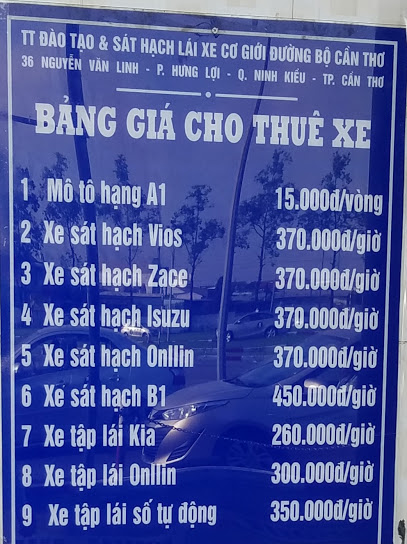 TT ĐÀO TẠO & SÁT HẠCH LÁI XE CƠ GIỚI ĐƯỜNG BỘ CẦN THƠ
36 NGUYỄN VĂN LINH - P. HƯNG LỢI - Q. NINH KIỀU - TP. CẦN THƠ
BẢNG GIÁ CHO THUÊ XE
1 Mô tô hạng A1 15.000đ/vòng
2 Xe sát hạch Vios 370.000đ/giờ
3 Xe sát hạch Zace 370.000đ/giờ
4 Xe sát hạch Isuzu 370.000đ/giờ
5 Xe sát hạch Onllin 370.000đ/giờ
6 Xe sát hạch B1 450.000đ/giờ
7 Xe tập lái Kia 260.000đ/giờ
8 Xe tập lái Onllin 300.000đ/giờ
9 Xe tập lái số tự động 350.000đ/giờ